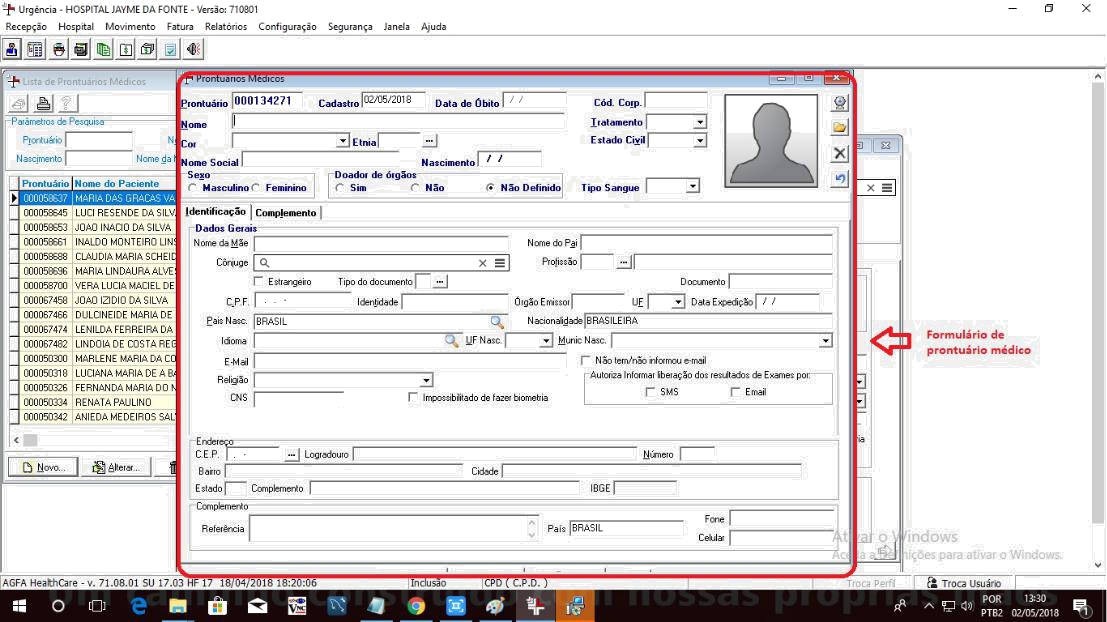 Urgência - HOSPITAL JAYME DA FONTE - Versão: 710801
Recepção Hospital Movimento Fatura Relatórios Configuração Segurança Janela Ajuda
Lista de Prontuários Médicos
Parâmetros de Pesquisa
Prontuário
Nascimento Nome da
Prontuário Nome do Paciente
000058637 MARIA DAS GRACAS VA
000058645 LUCI RESENDE DA SILV
000058653 JOAO INACIO DA SILVA
000058661 INALDO MONTEIRO LINS
000058688 CLAUDIA MARIA SCHEID
000058696 MARIA LINDAURA ALVES
000058700 VERA LUCIA MACIEL DE
000067458 JOAO IZIDIO DA SILVA
000067466 DULCINEIDE MARIA DE
000067474 LENILDA FERREIRA DA
000067482 LINDOIA DE COSTA REG
000050300 MARLENE MARIA DA CO
000050318 LUCIANA MARIA DE A BA
000050326 FERNANDA MARIA DO N
000050334 RENATA PAULINO
000050342 ANIEDA MEDEIROS SAL
Novo... Alterar...
Prontuários Médicos
Prontuário 000134271 Cadastro 02/05/2018 Data de Óbito / / Cód. Corp.
Nome Tratamento
Cor Etnia ... Estado Civil
Nome Social Nascimento / /
Sexo Doador de órgãos
Masculino Feminino Sim Não Não Definido Tipo Sangue
Identificação Complemento
Dados Gerais
Nome da Mãe Nome do Pai
Cônjuge Profissão ...
Estrangeiro Tipo do documento ... Documento
C.P.F. . . - Identidade Órgão Emissor UF Data Expedição / /
Pais Nasc. BRASIL Nacionalidade BRASILEIRA
Idioma UF Nasc. Munic Nasc.
E-Mail Não tem/não informou e-mail
Religião Autoriza Informar liberação dos resultados de Exames por:
CNS Impossibilitado de fazer biometria SMS Email
Endereço
C.E.P. . - ... Logradouro Número
Bairro Cidade
Estado Complemento IBGE
Complemento
Referência País BRASIL Fone
Celular
Formulário de
prontuário médico
Ativar o Windows
Troca Perfil Troca Usuário
AGFA HealthCare - v. 71.08.01 SU 17.03 HF 17 18/04/2018 18:20:06 Inclusão CPD ( C.P.D. )
POR 13:30
PTB2 02/05/2018